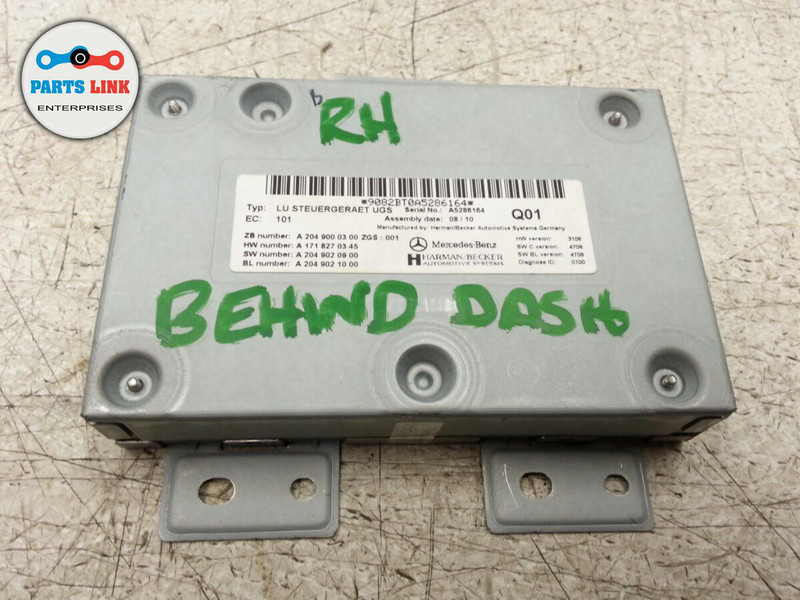 PARTS LINK
ENTERPRISES
RH
*9082BT0A5286164*
Typ: LU STEUERGERAET UGS Serial No.: A5286164
EC: 101 Assembly date: 08 / 10 Q01
Manufactured by: Harman/Becker Automotive Systems Germany
ZB number: A 204 900 03 00 ZGS : 001
HW number: A 171 827 03 45
SW number: A 204 902 09 00
BL number: A 204 902 10 00
Mercedes-Benz
HARMAN/BECKER
AUTOMOTIVE SYSTEMS
HW version: 3108
SW C version: 4708
SW BL version: 4708
Diagnose ID: 0100
BEHIND DASH